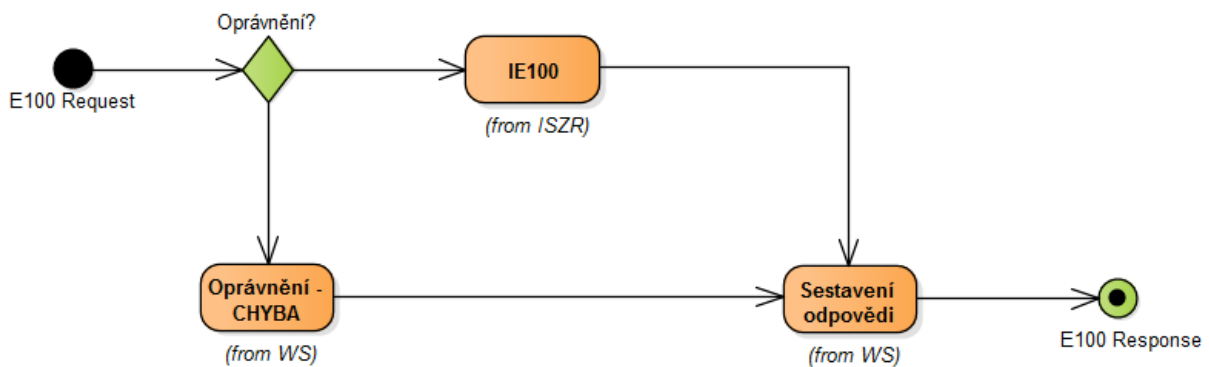 Oprávnění?
E100 Request
IE100
(from ISZR)
Oprávnění -
CHYBA
(from WS)
Sestavení
odpovědi
(from WS)
E100 Response